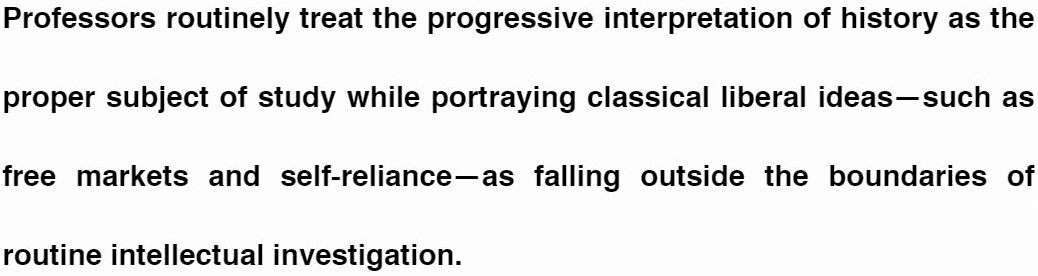 Professors routinely treat the progressive interpretation of history as the
proper subject of study while portraying classical liberal ideas—such as
free markets and self-reliance—as falling outside the boundaries of
routine intellectual investigation.